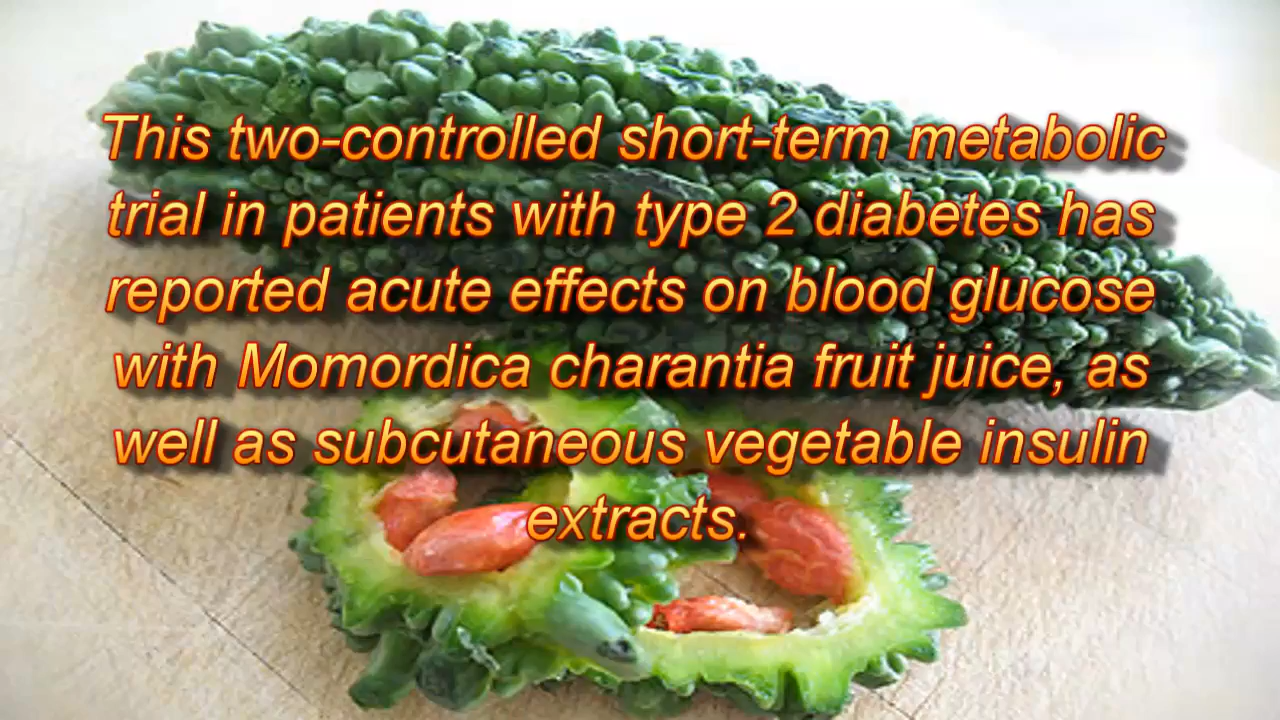 This two-controlled short-term metabolic
trial in patients with type 2 diabetes has
reported acute effects on blood glucose
with Momordica charantia fruit juice, as
well as subcutaneous vegetable insulin
extracts.